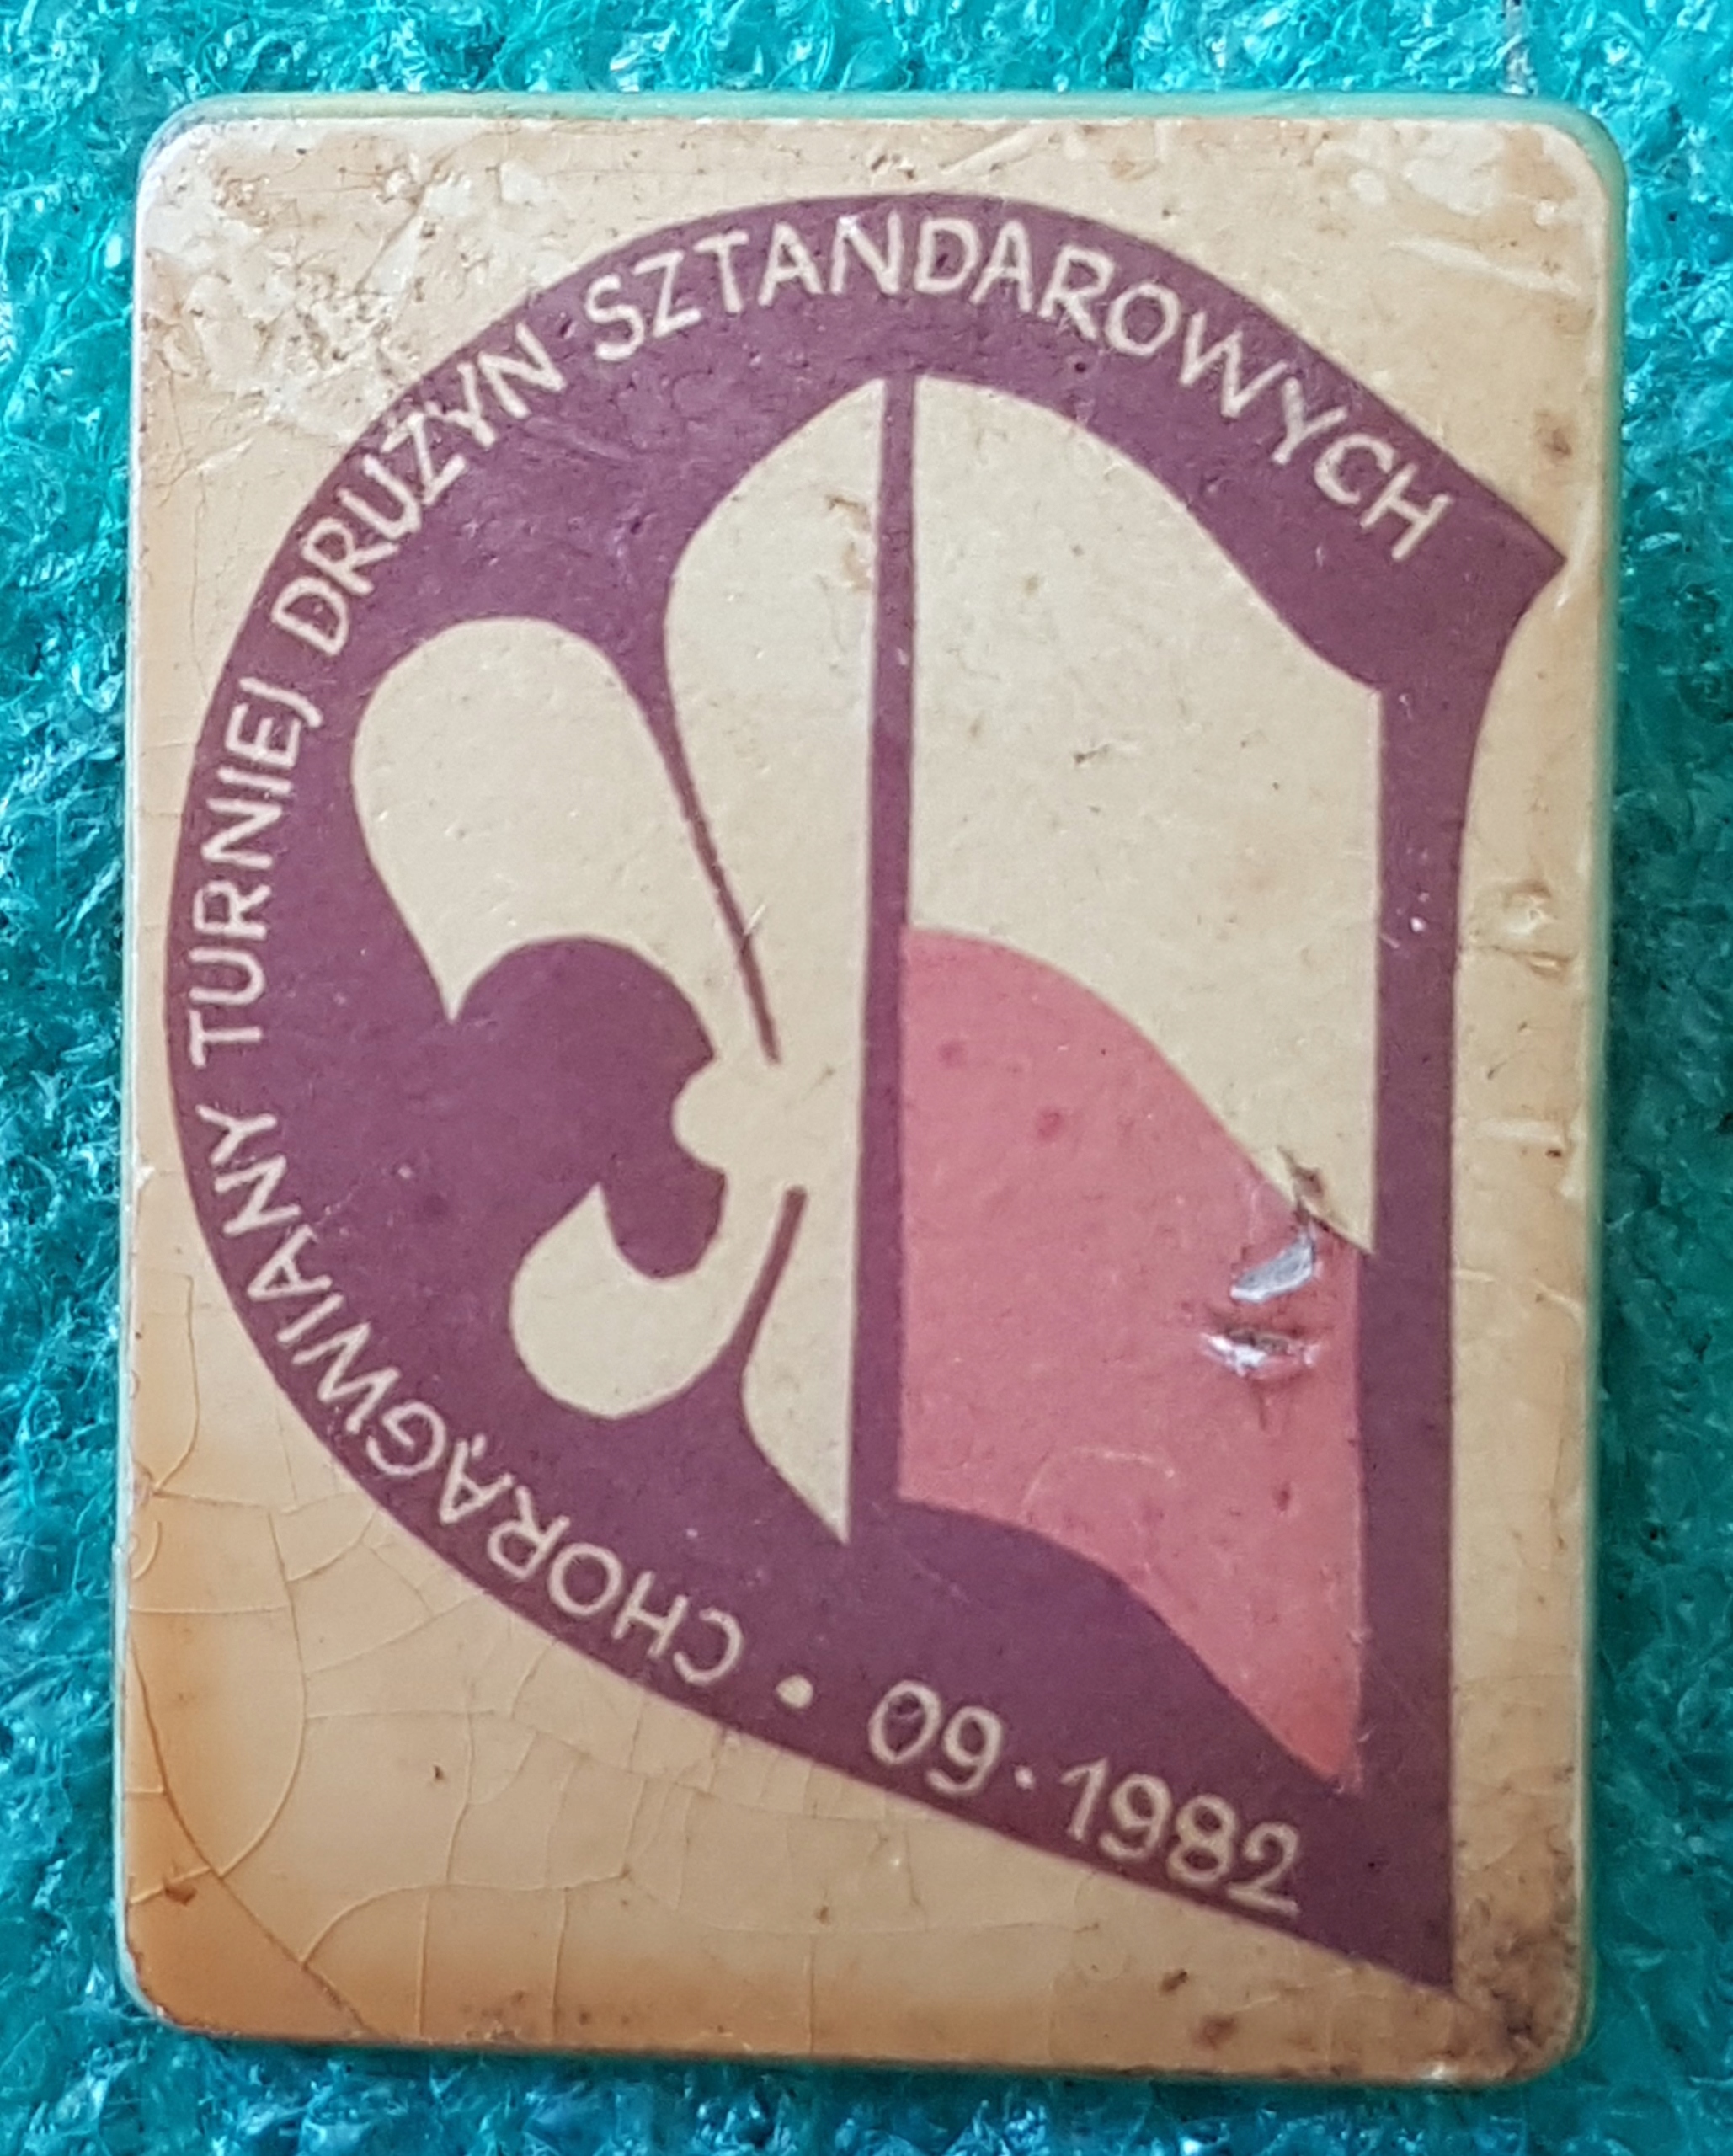 CHORĄGWIANY TURNIEJ DRUŻYN SZTANDAROWYCH
• 09.1982